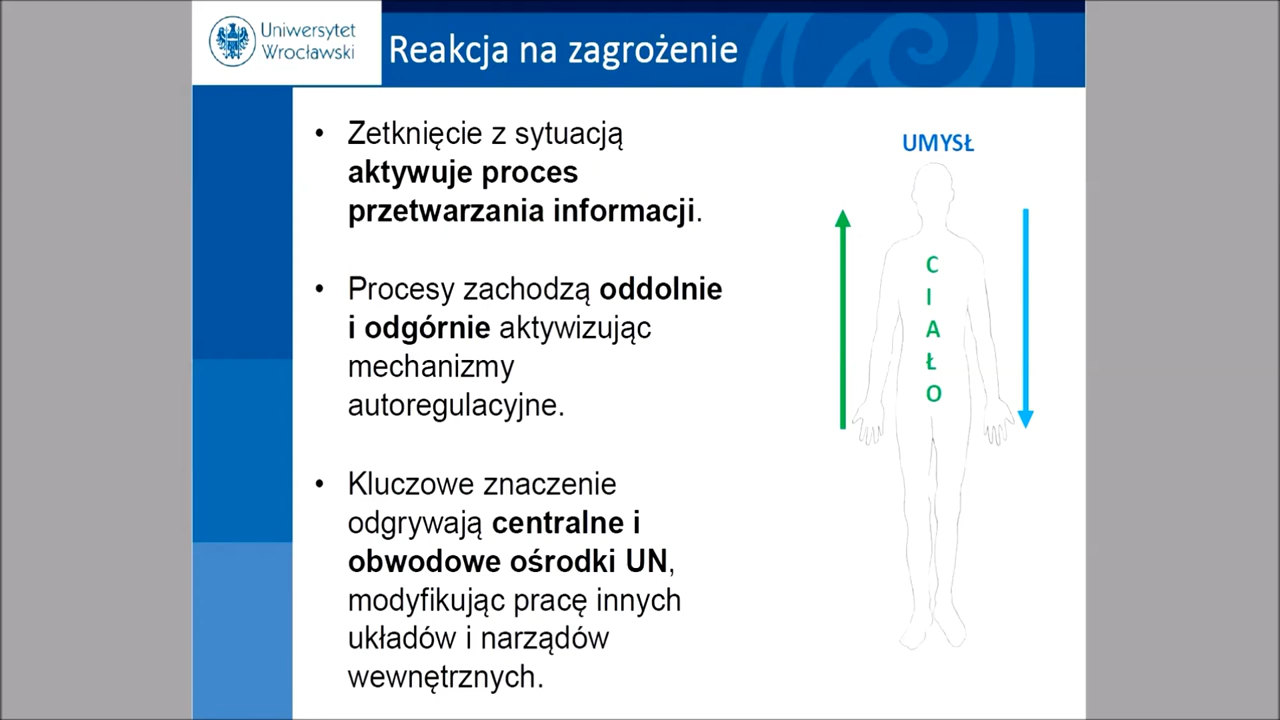 Uniwersytet
Wrocławski
Reakcja na zagrożenie
• Zetknięcie z sytuacją
aktywuje proces
przetwarzania informacji.
• Procesy zachodzą oddolnie
i odgórnie aktywizując
mechanizmy
autoregulacyjne.
• Kluczowe znaczenie
odgrywają centralne i
obwodowe ośrodki UN,
modyfikując pracę innych
układów i narządów
wewnętrznych.
UMYSŁ
C
I
A
Ł
O